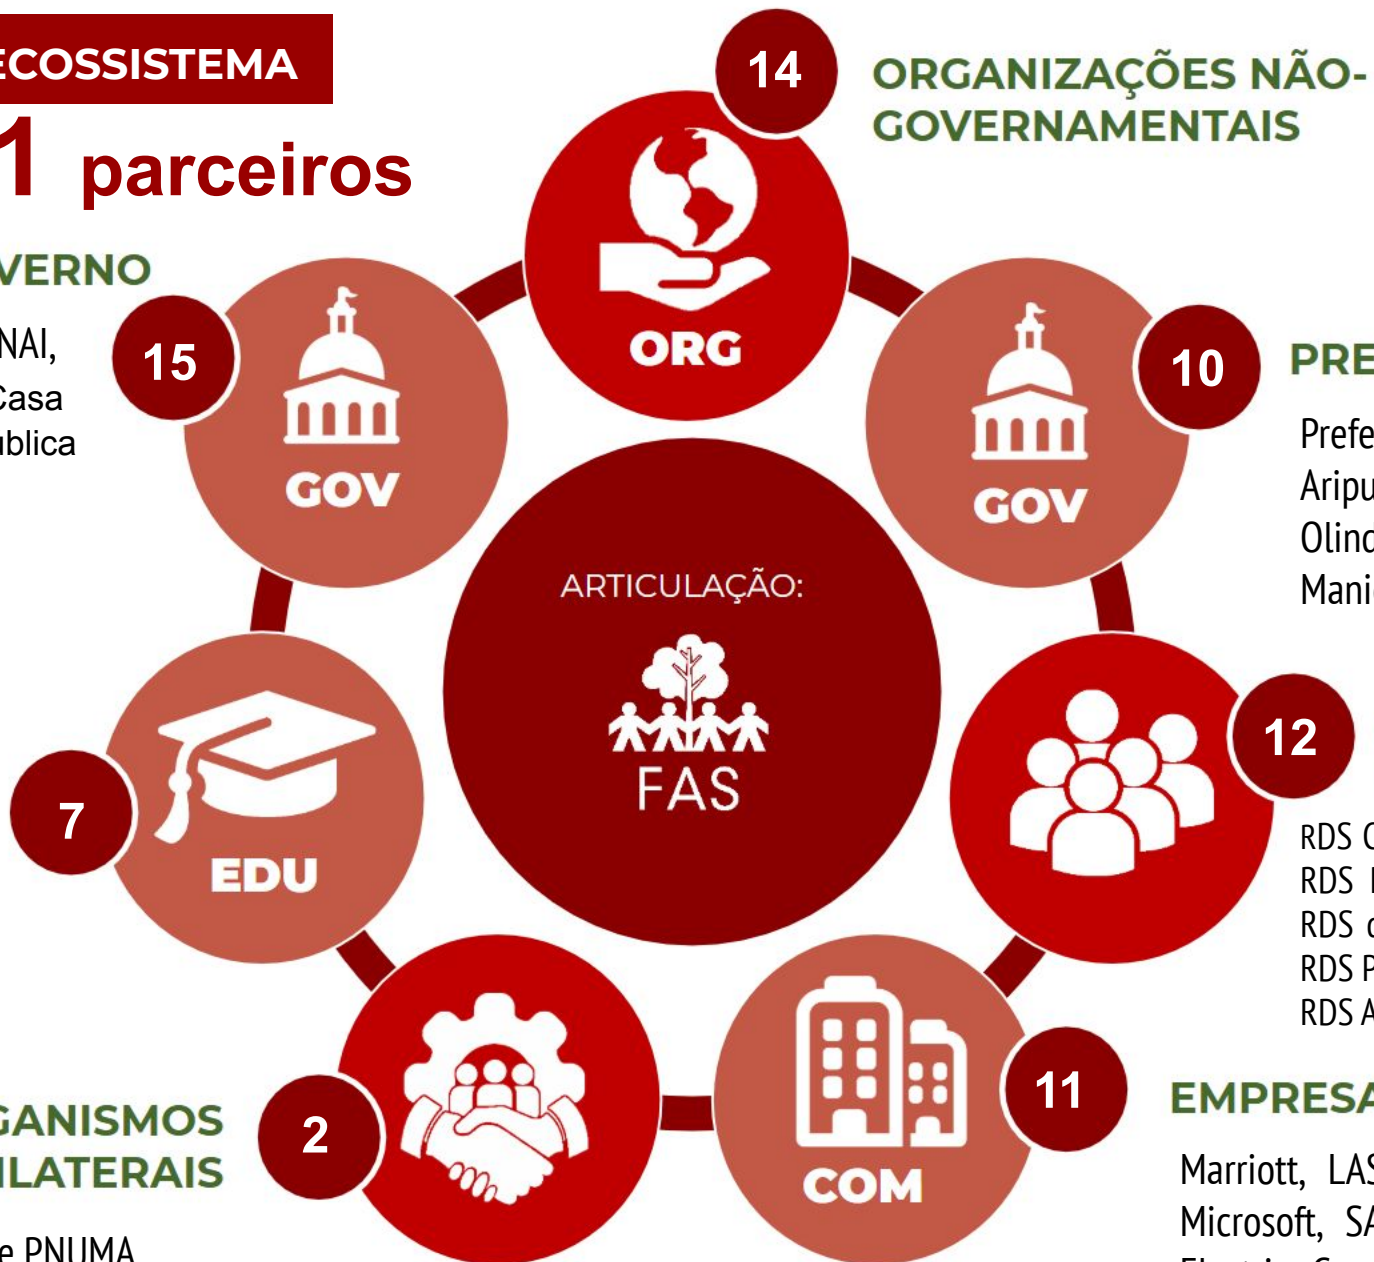 ECOSSISTEMA
1 parceiros
14
ORGANIZAÇÕES NÃO-
GOVERNAMENTAIS
ORG
VERNO
NAI,
Casa
ública
15
GOV
10
GOV
PRE
Prefe
Aripu
Olind
Mani
ARTICULAÇÃO:
FAS
12
RDS
RDS
RDS
RDS P
RDS A
7
EDU
GANISMOS
ILATERAIS
2
e PNUMA
11
COM
EMPRESA
Marriott, LAS
Microsoft, SA